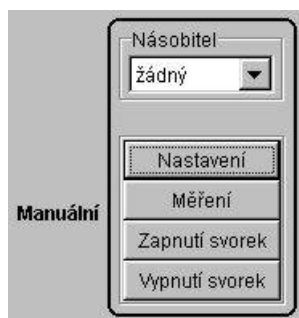 Násobitel
žádný
Nastavení
Měření
Manuální
Zapnutí svorek
Vypnutí svorek